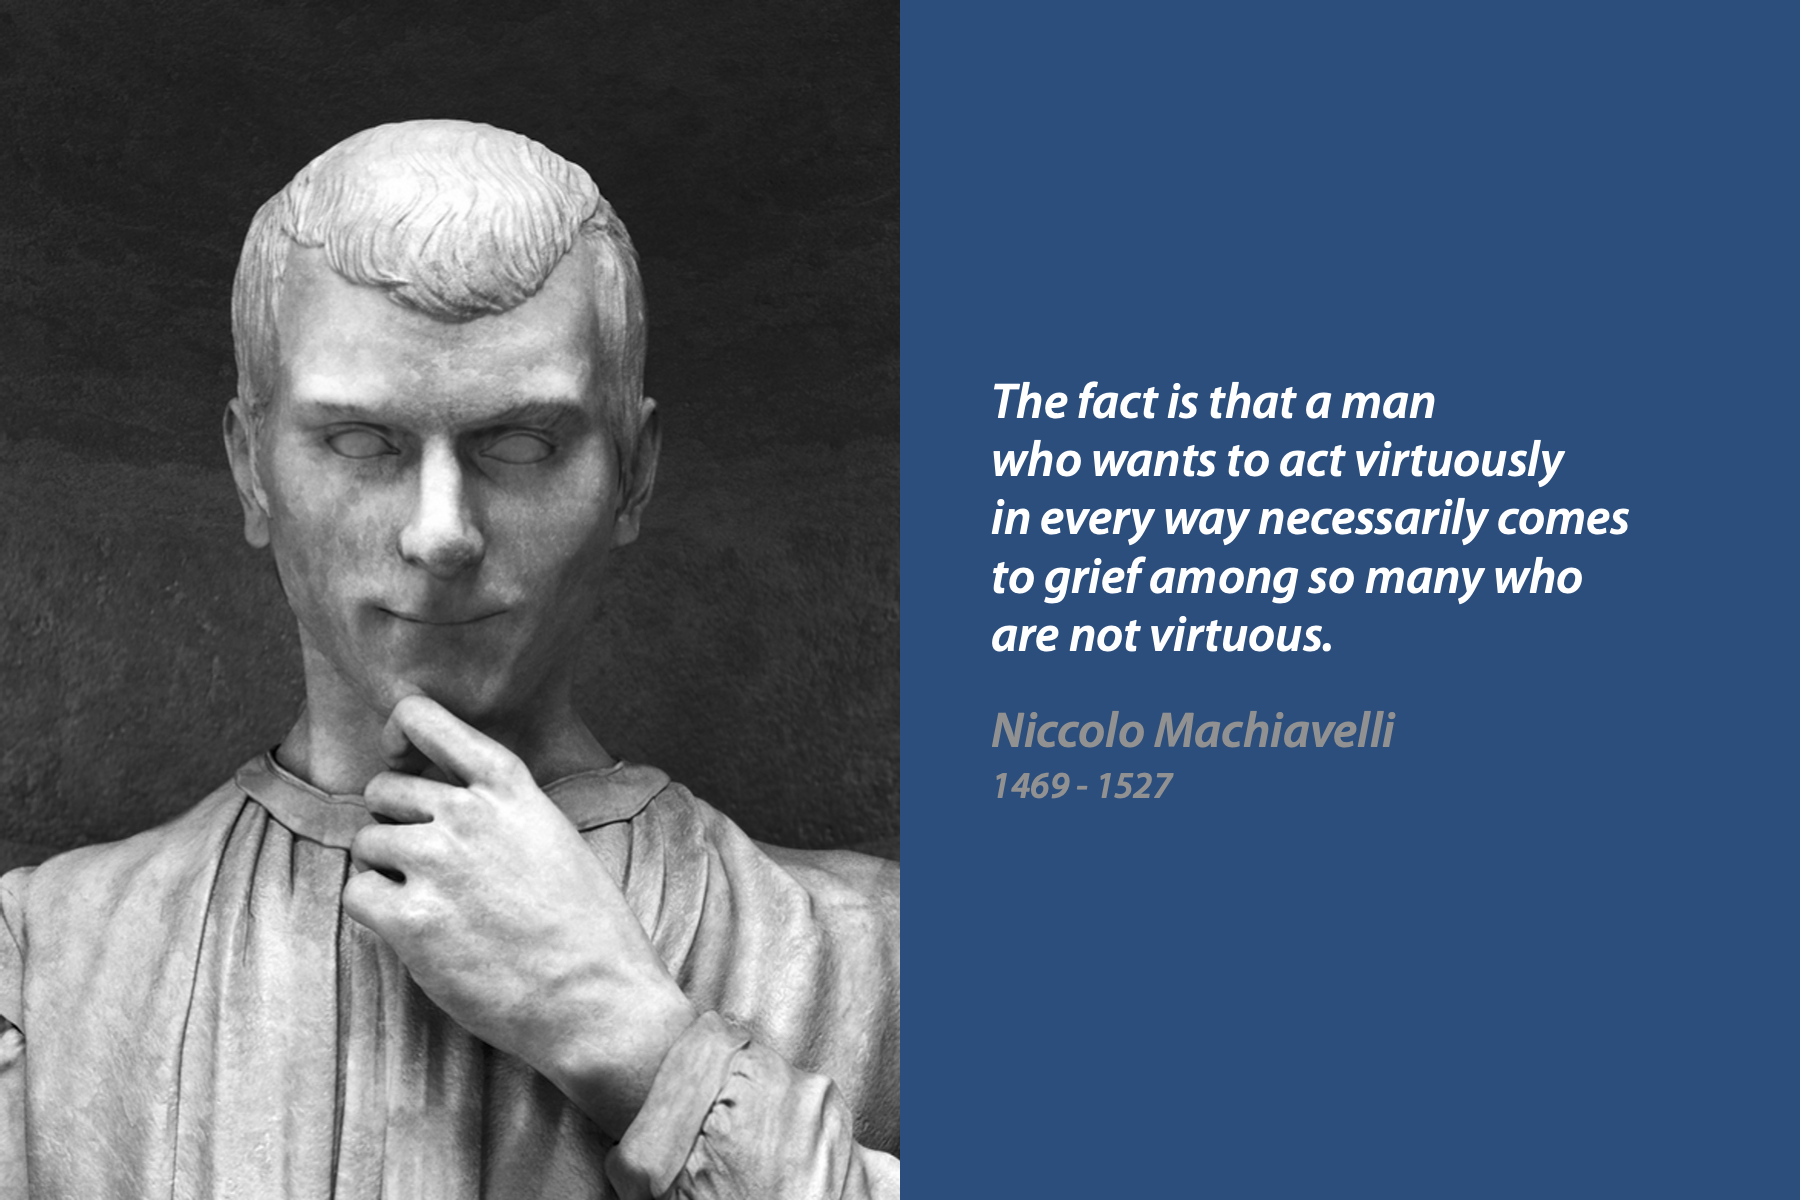 The fact is that a man
who wants to act virtuously
in every way necessarily comes
to grief among so many who
are not virtuous.
Niccolo Machiavelli
1469 - 1527